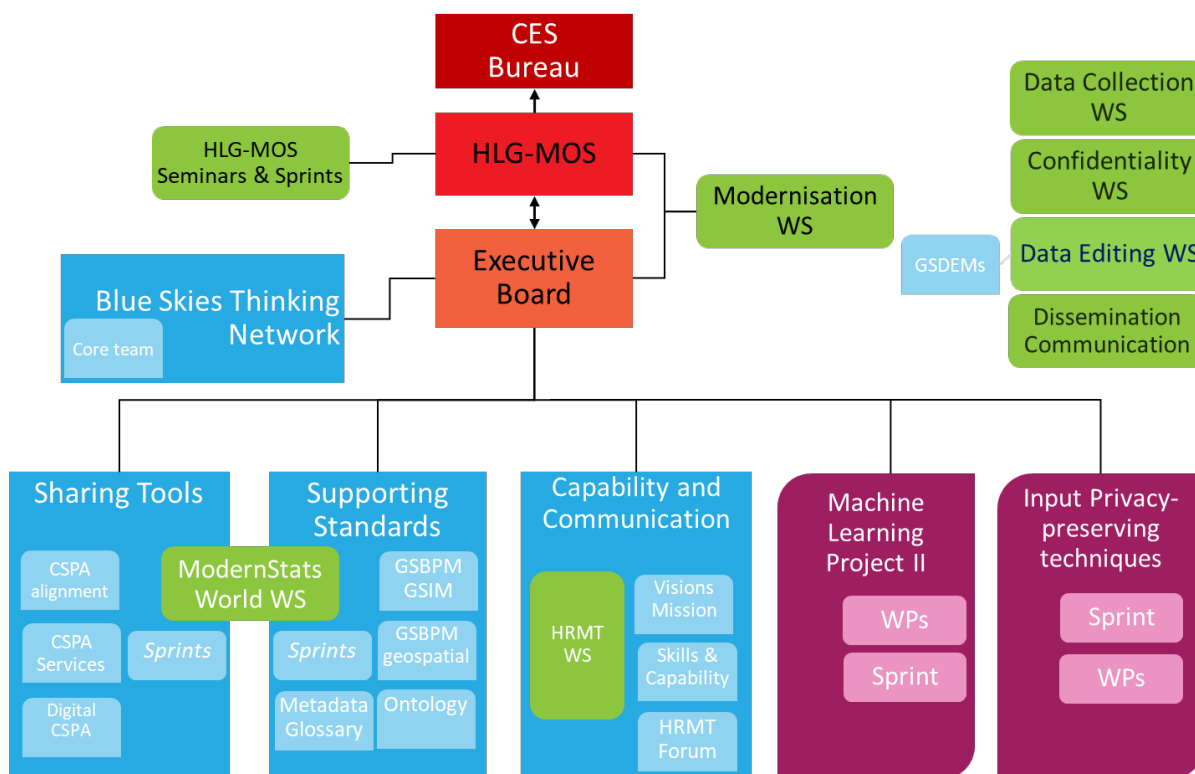 CES
Bureau
HLG-MOS
Seminars & Sprints
HLG-MOS
Modernisation
WS
Data Collection
WS
Confidentiality
WS
GSDEMs
Data Editing WS
Dissemination
Communication
Executive
Board
Blue Skies Thinking
Network
Core team
Sharing Tools
CSPA
alignment
CSPA
Services
Sprints
Digital
CSPA
ModernStats
World WS
Supporting
Standards
GSBPM
GSIM
Sprints
GSBPM
geospatial
Metadata
Glossary
Ontology
Capability and
Communication
HRMT
WS
Visions
Mission
Skills &
Capability
HRMT
Forum
Machine
Learning
Project II
WPs
Sprint
Input Privacy-
preserving
techniques
Sprint
WPs